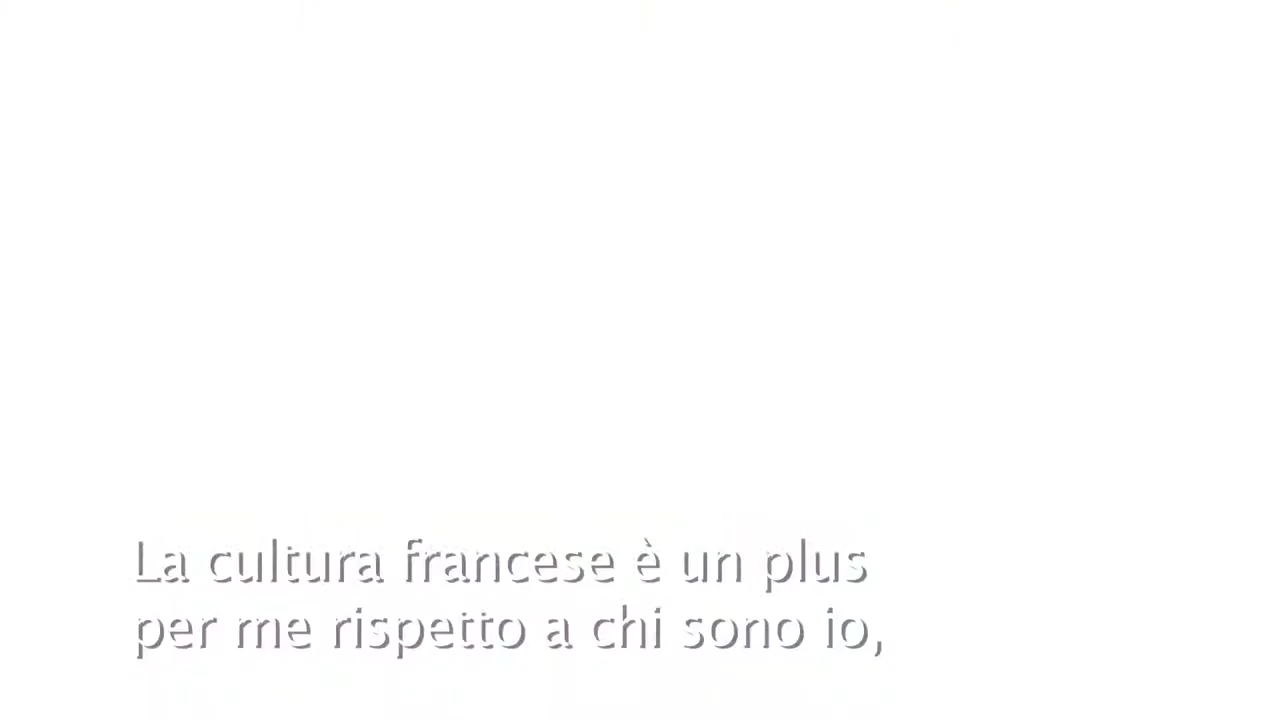 La cultura francese è un plus
per me rispetto a chi sono io,